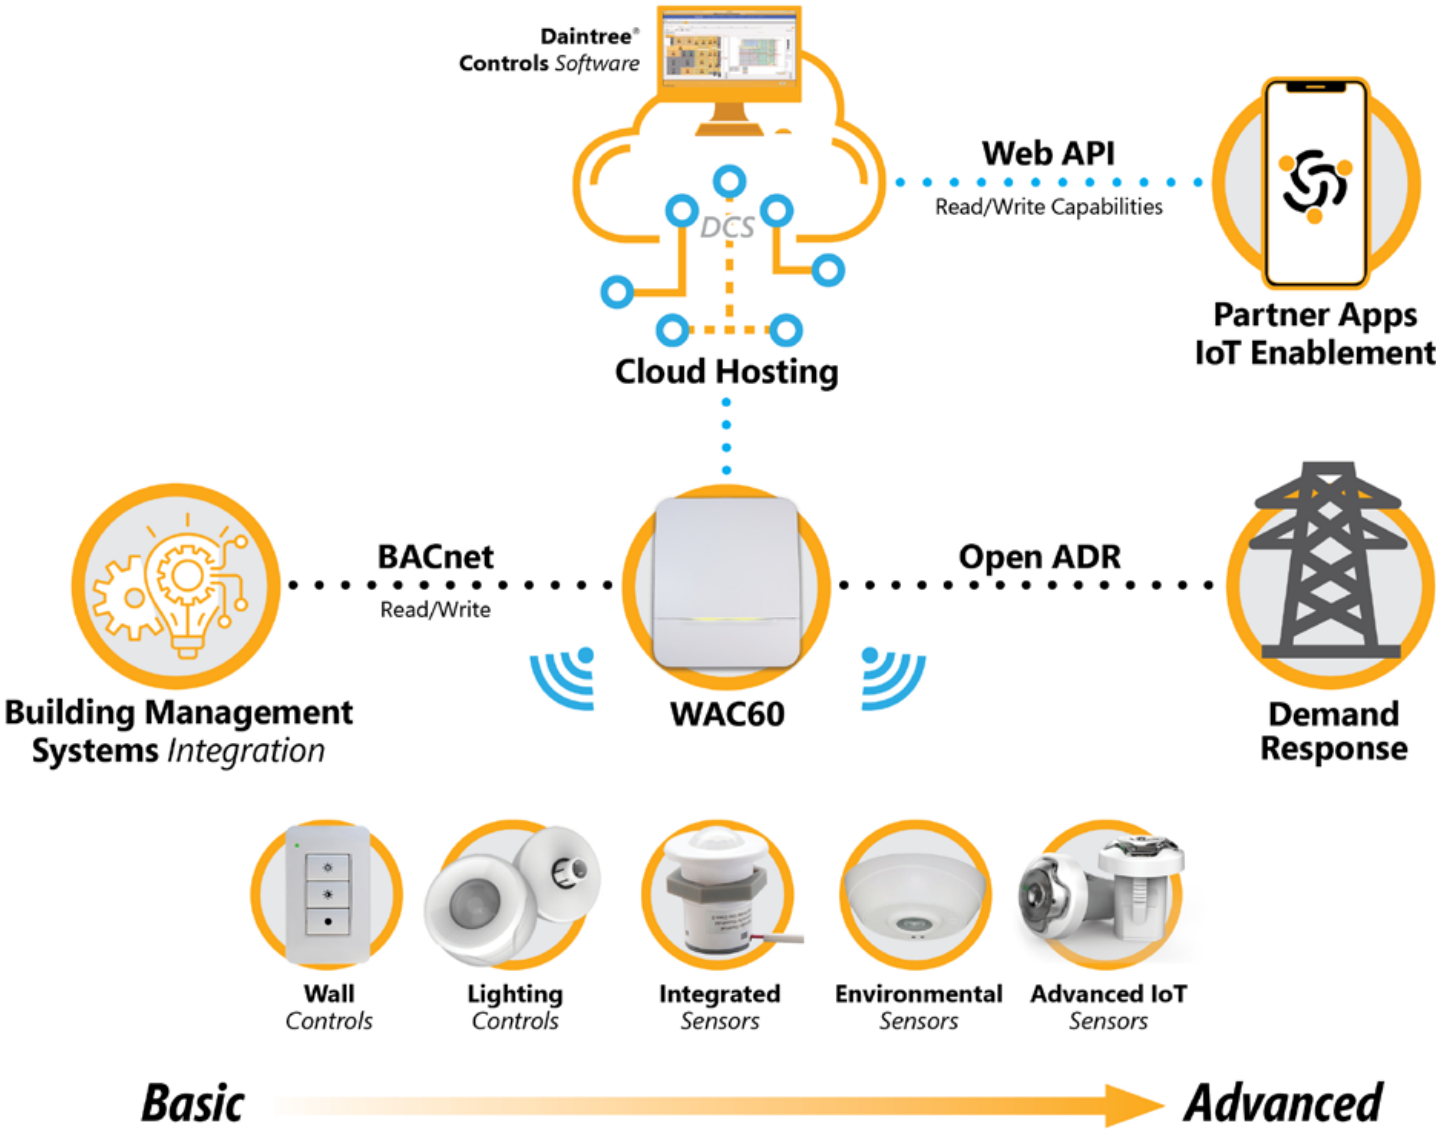 Daintree®
Controls Software
Web API
Read/Write Capabilities
DCS
Partner Apps
IoT Enablement
Cloud Hosting
BACnet
Read/Write
Open ADR
Building Management
Systems Integration
WAC60
Demand
Response
Wall
Controls
Lighting
Controls
Integrated
Sensors
Environmental
Sensors
Advanced IoT
Sensors
Basic
Advanced